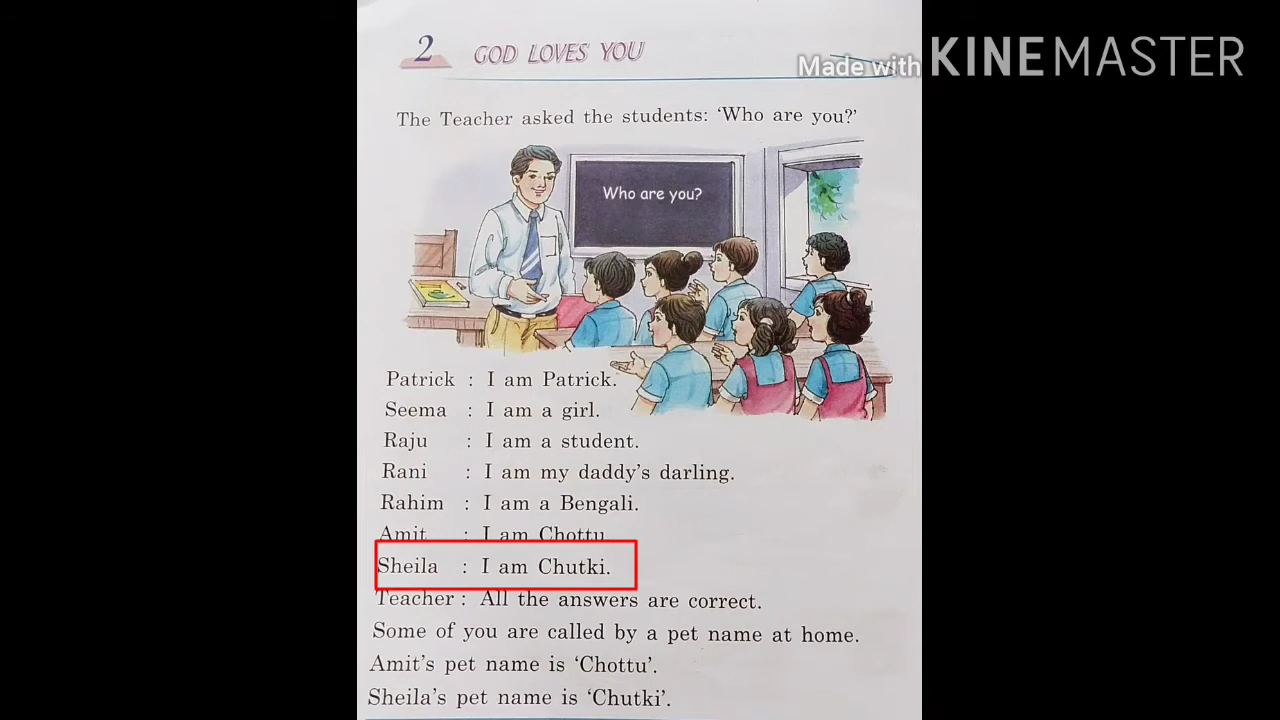 2 GOD LOVES YOU
Made with KINEMASTER
The Teacher asked the students: ‘Who are you?’
Who are you?
Patrick : I am Patrick.
Seema : I am a girl.
Raju : I am a student.
Rani : I am my daddy’s darling.
Rahim : I am a Bengali.
Amit : I am Chottu
Sheila : I am Chutki.
Teacher : All the answers are correct.
Some of you are called by a pet name at home.
Amit’s pet name is ‘Chottu’.
Sheila’s pet name is ‘Chutki’.